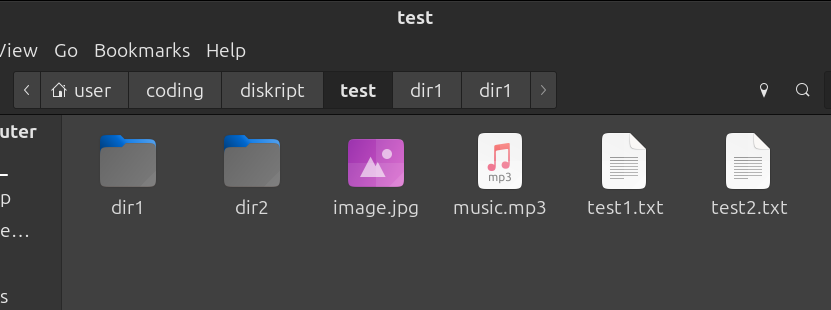 test
View Go Bookmarks Help
user coding diskript test dir1 dir1
uter
p
e...
s
mp3
dir1 dir2 image.jpg music.mp3 test1.txt test2.txt